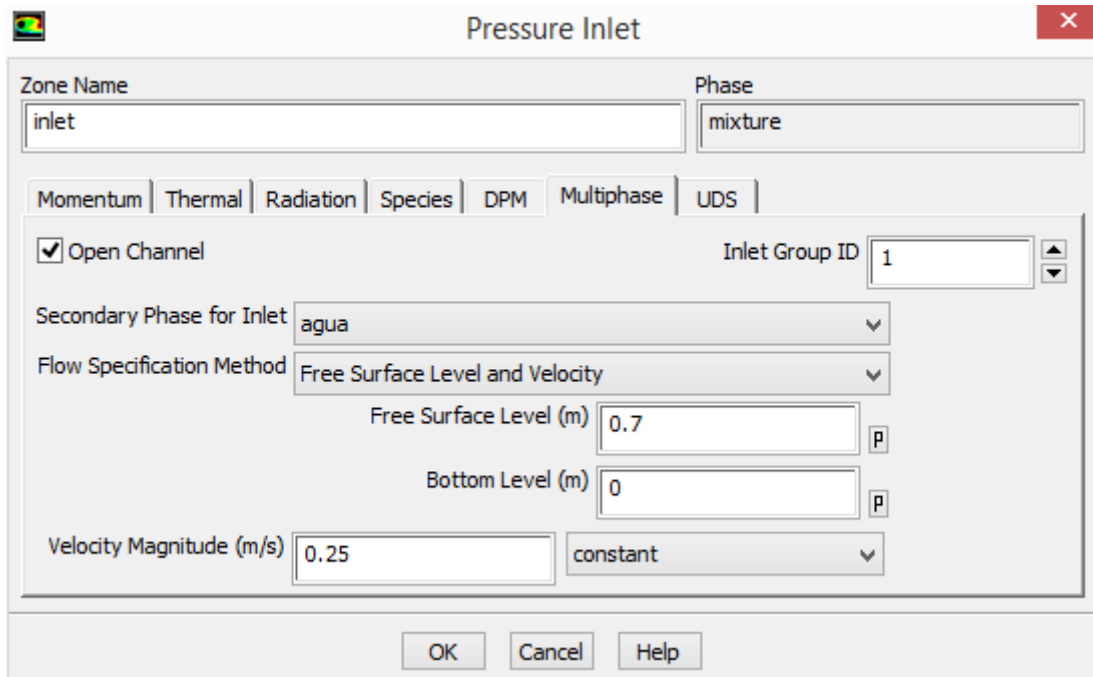 Pressure Inlet
Zone Name Phase
inlet mixture
Momentum Thermal Radiation Species DPM Multiphase UDS
Open Channel Inlet Group ID 1
Secondary Phase for Inlet agua
Flow Specification Method Free Surface Level and Velocity
Free Surface Level (m) 0.7 P
Bottom Level (m) 0 P
Velocity Magnitude (m/s) 0.25 constant
OK Cancel Help